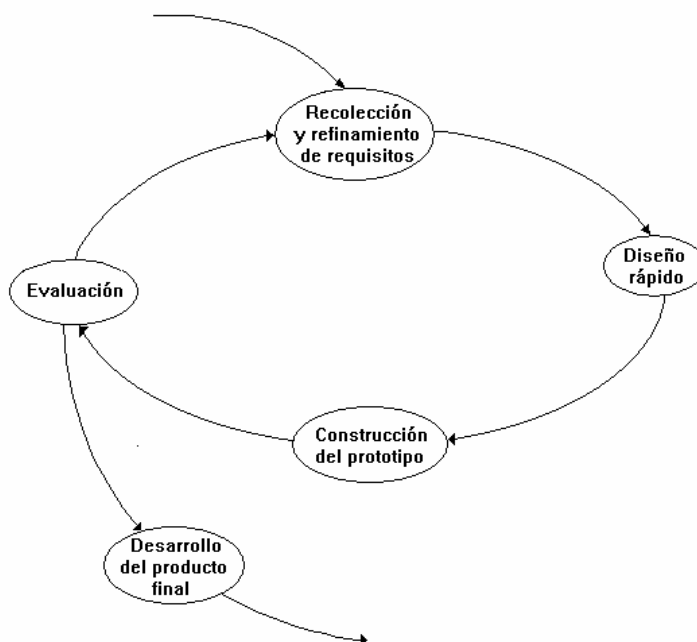 Recolección
y refinamiento
de requisitos
Diseño
rápido
Evaluación
Construcción
del prototipo
Desarrollo
del producto
final